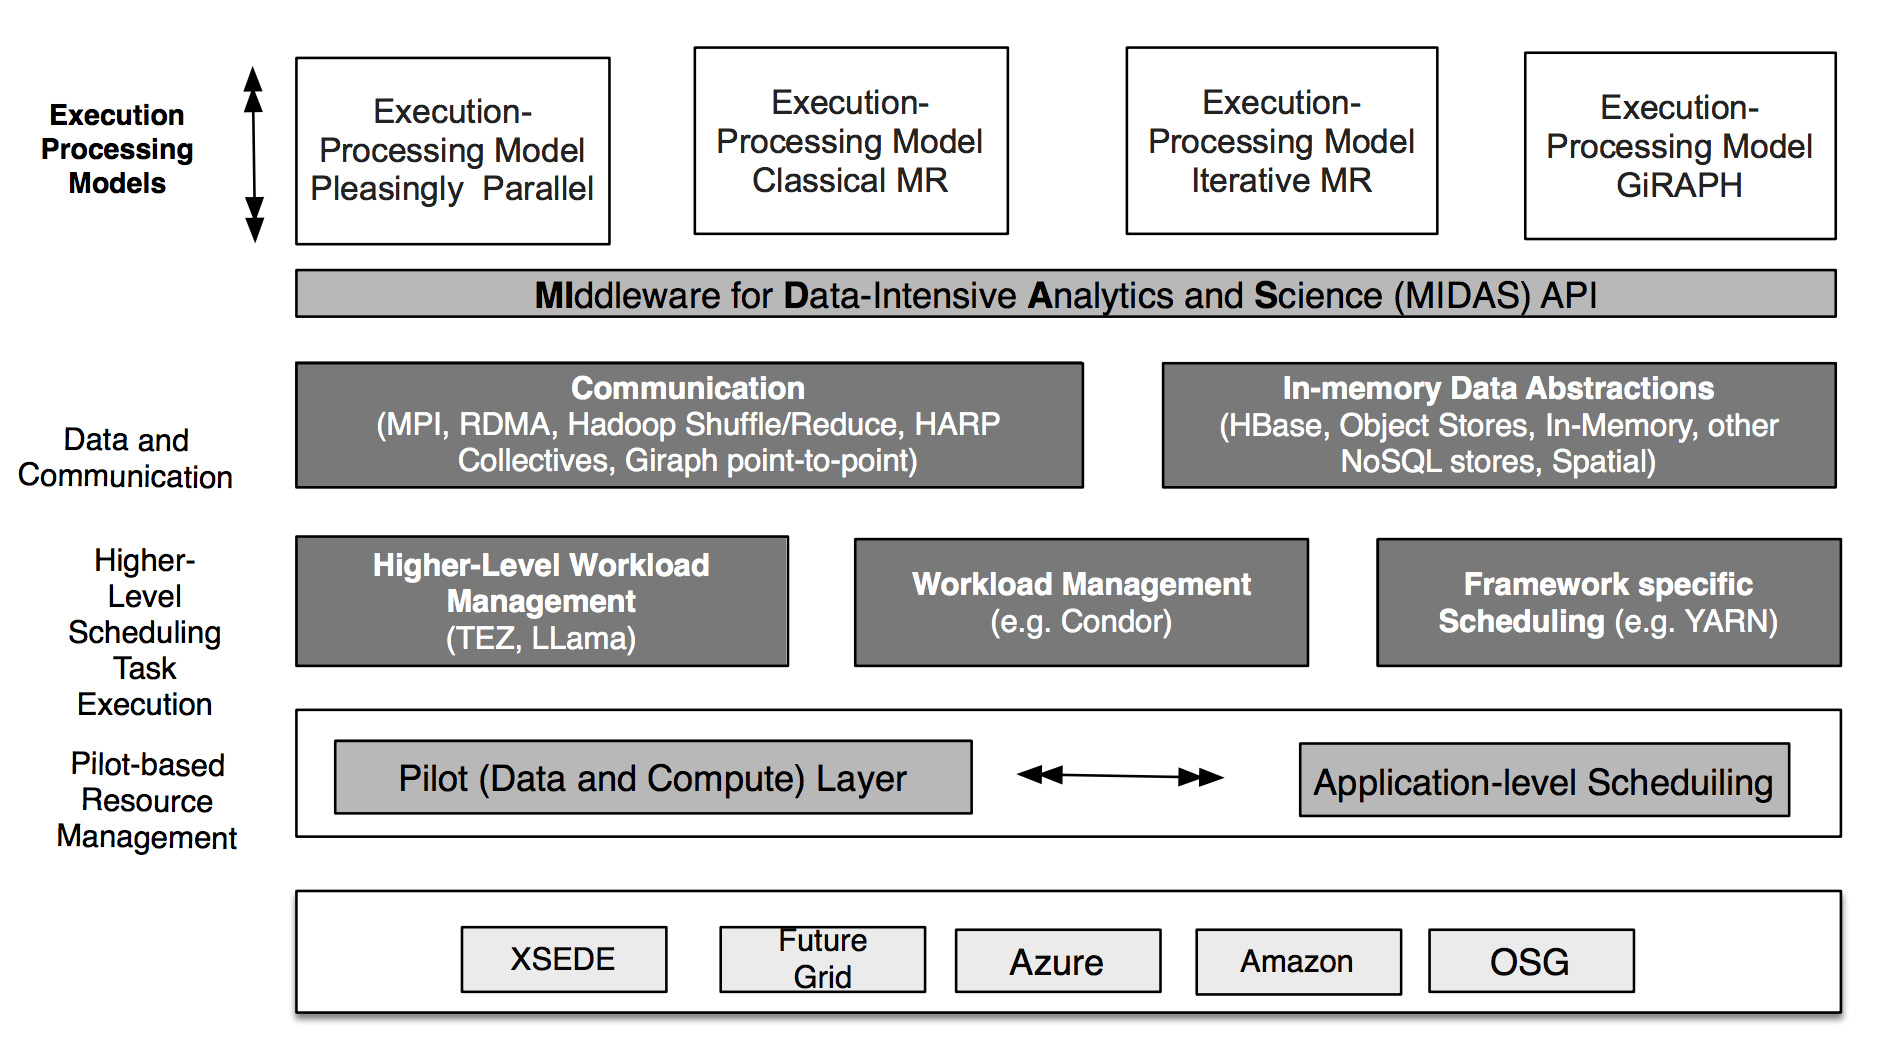 Execution
Processing
Models
Execution-
Processing Model
Pleasingly Parallel
Execution-
Processing Model
Classical MR
Execution-
Processing Model
Iterative MR
Execution-
Processing Model
GiRAPH
MIddleware for Data-Intensive Analytics and Science (MIDAS) API
Data and
Communication
Communication
(MPI, RDMA, Hadoop Shuffle/Reduce, HARP
Collectives, Giraph point-to-point)
In-memory Data Abstractions
(HBase, Object Stores, In-Memory, other
NoSQL stores, Spatial)
Higher-
Level
Scheduling
Task
Execution
Higher-Level Workload
Management
(TEZ, LLama)
Workload Management
(e.g. Condor)
Framework specific
Scheduling (e.g. YARN)
Pilot-based
Resource
Management
Pilot (Data and Compute) Layer
Application-level Scheduiling
XSEDE
Future
Grid
Azure
Amazon
OSG